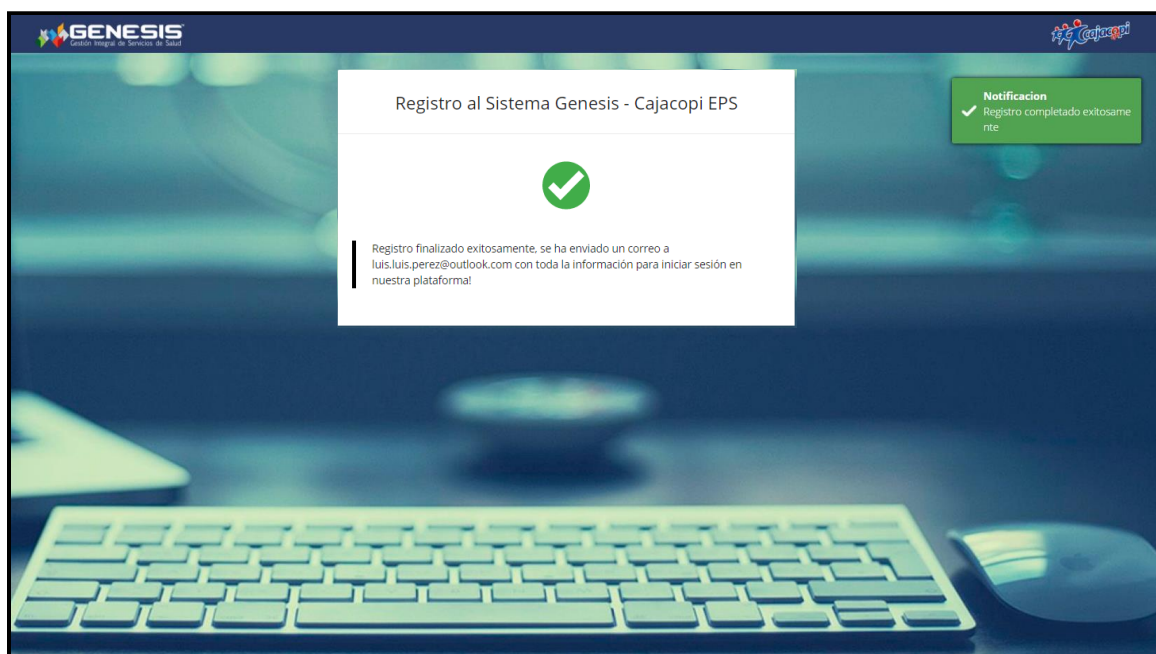 GENESIS
Gestión Integral de Servicios de Salud
cajacopi
Registro al Sistema Genesis - Cajacopi EPS
Notificacion
Registro completado exitosame
nte
Registro finalizado exitosamente, se ha enviado un correo a
luis.luis.perez@outlook.com con toda la información para iniciar sesión en
nuestra plataforma!